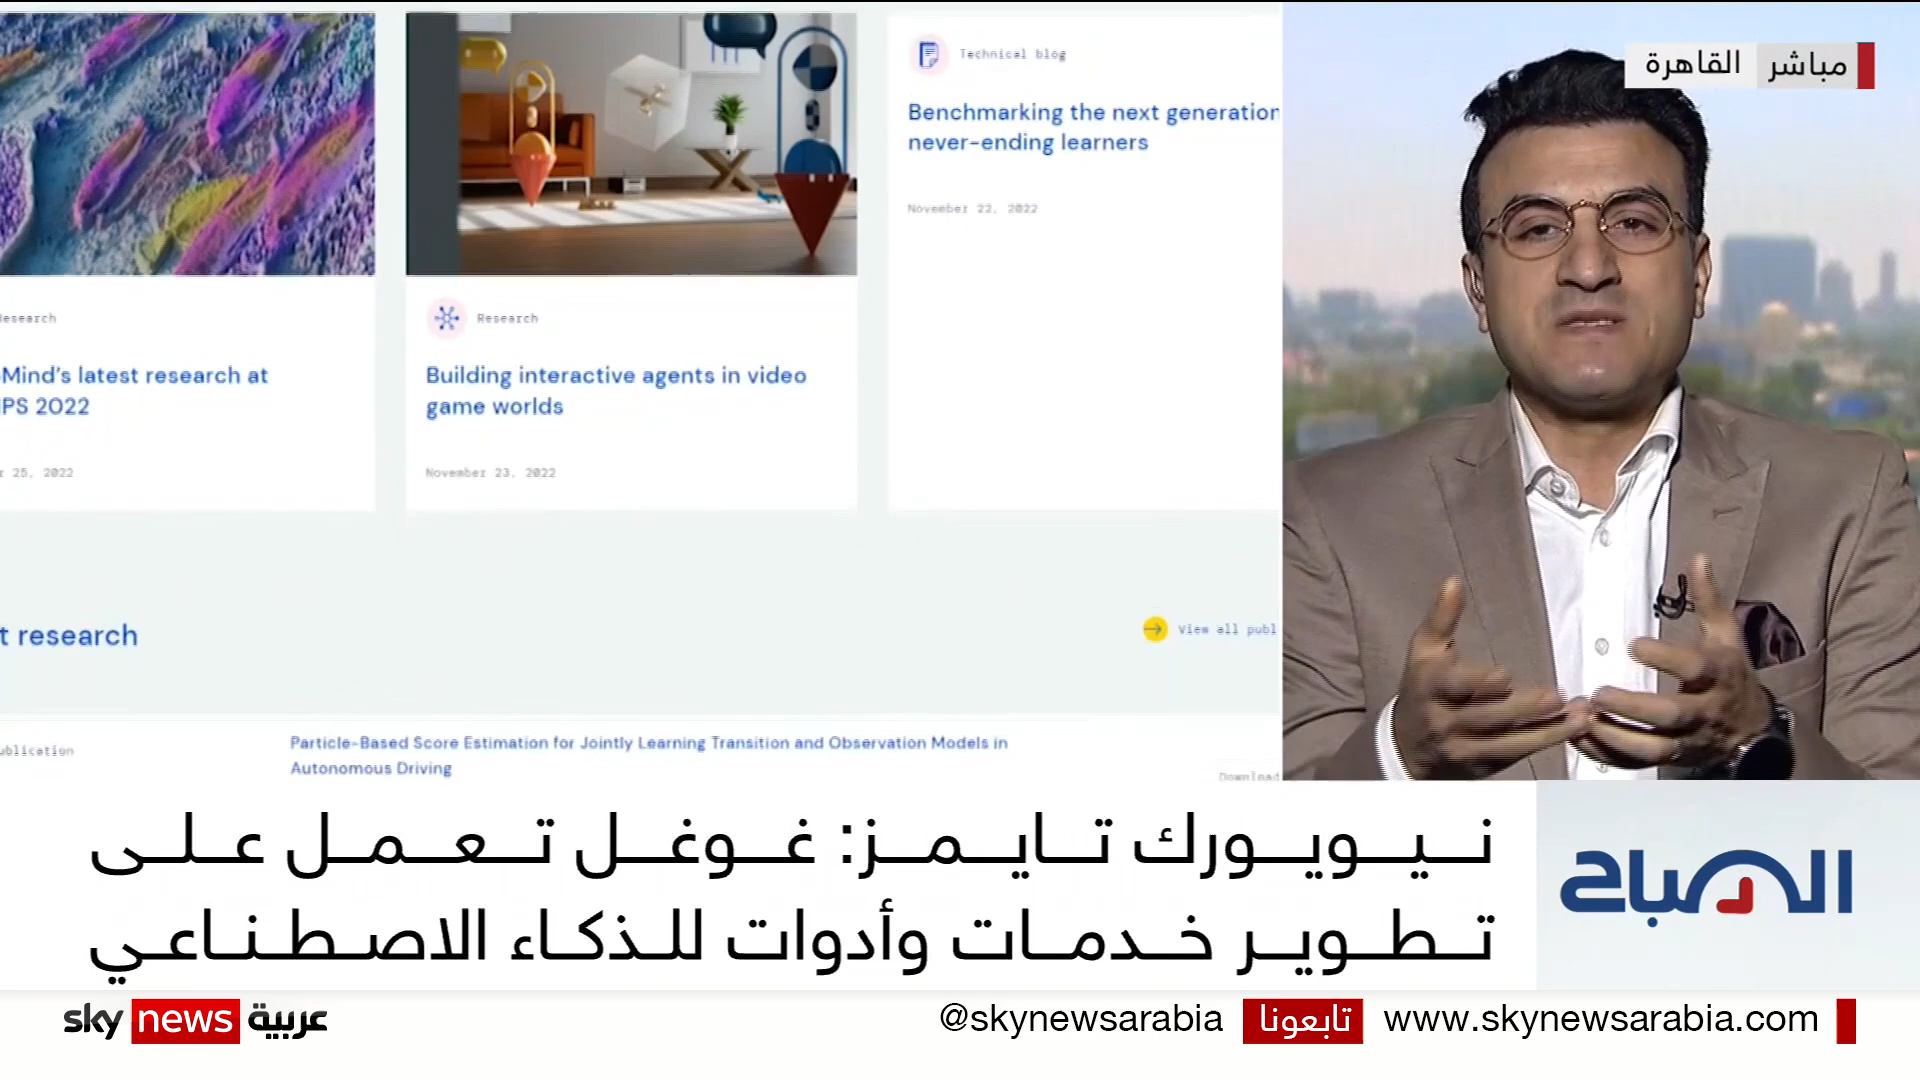 مباشر القاهرة
Technical blog
Benchmarking the next generation
never-ending learners
November 22, 2022
Research
Building interactive agents in video
game worlds
November 23, 2022
Mind's latest research at
2022
25, 2022
research
View all
Particle-Based Score Estimation for Jointly Learning Transition and Observation Models in
Autonomous Driving
Download
نيويورك تايمز: غوغل تعمل على
تطوير خدمات وأدوات للذكاء الاصطناعي
الصباح
sky news عربية
@skynewsarabia تابعونا www.skynewsarabia.com